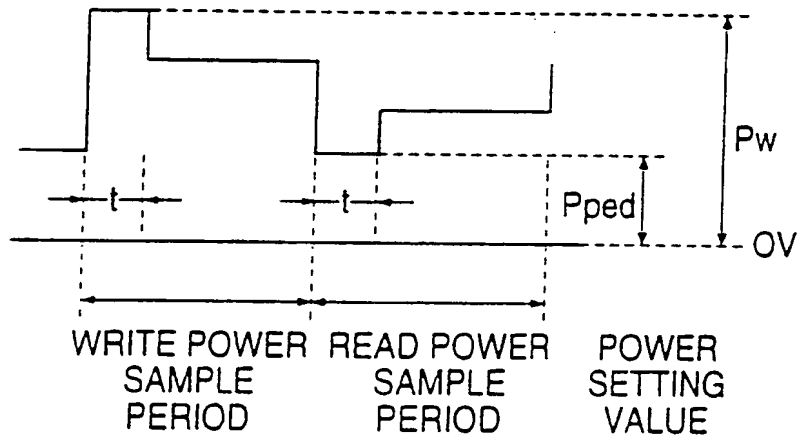 Pw
t
t
Pped
OV
WRITE POWER SAMPLE PERIOD
READ POWER SAMPLE PERIOD
POWER SETTING VALUE